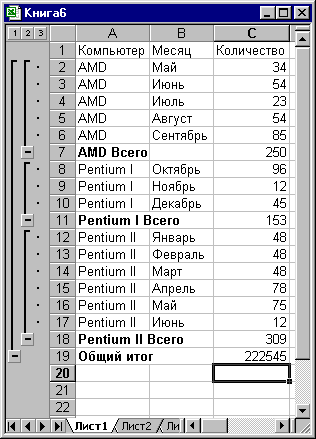 Книга6
1 2 3 A B C
1 Компьютер Месяц Количество
2 AMD Май 34
3 AMD Июнь 54
4 AMD Июль 23
5 AMD Август 54
6 AMD Сентябрь 85
7 AMD Всего 250
8 Pentium I Октябрь 96
9 Pentium I Ноябрь 12
10 Pentium I Декабрь 45
11 Pentium I Всего 153
12 Pentium II Январь 48
13 Pentium II Февраль 48
14 Pentium II Март 48
15 Pentium II Апрель 78
16 Pentium II Май 75
17 Pentium II Июнь 12
18 Pentium II Всего 309
19 Общий итог 222545
20
21
22
Лист1 Лист2 Ли